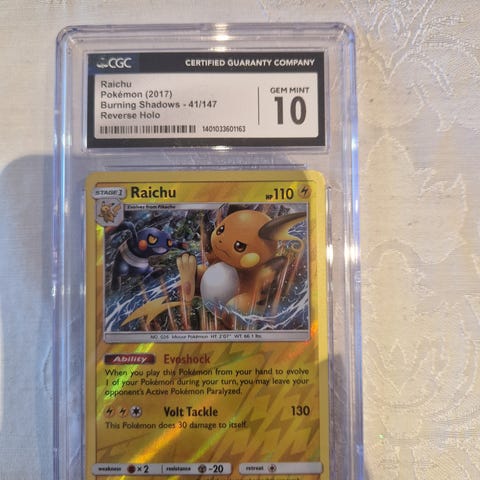 CGC
CERTIFIED GUARANTY COMPANY
Raichu
Pokémon (2017)
Burning Shadows - 41/147
Reverse Holo
GEM MINT
10
1401033601163
STAGE 1
Raichu
HP110
Evolves from Pikachu
NO. 026 Mouse Pokémon HT: 2'07" WT: 66.1 lbs.
Ability Evoshock
When you play this Pokémon from your hand to evolve
1 of your Pokémon during your turn, you may leave your
opponent's Active Pokémon Paralyzed.
Volt Tackle 130
This Pokémon does 30 damage to itself.
weakness ×2 resistance -20 retreat